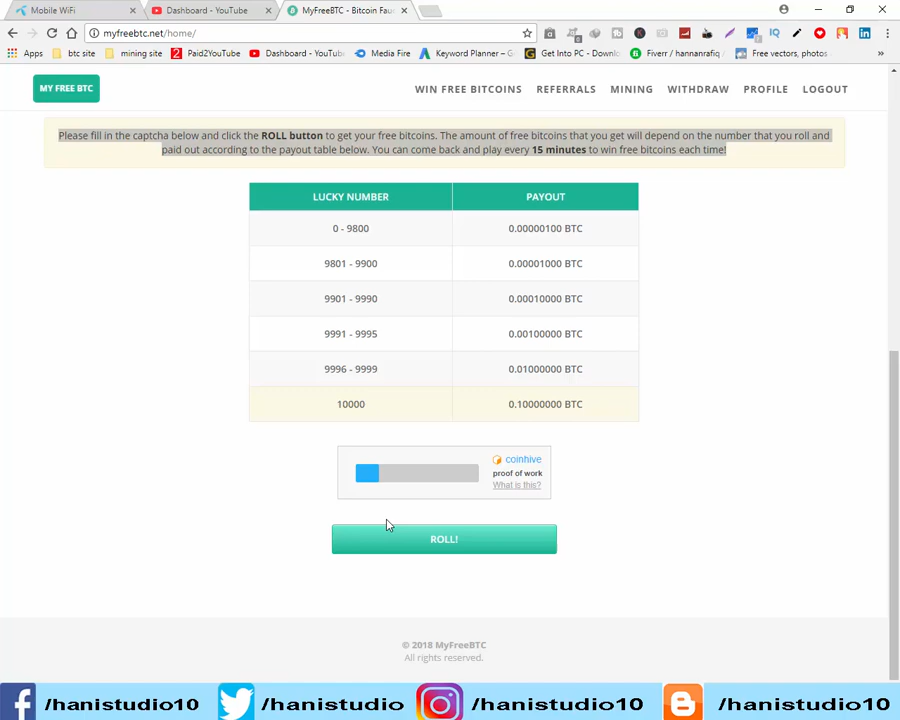 Mobile WiFi
Dashboard - YouTube
MyFreeBTC - Bitcoin Fau
myfreebtc.net/home/
Apps
btc site
mining site
Paid2YouTube
Dashboard - YouTu
Media Fire
Keyword Planner – G
Get Into PC - Downl
Fiverr / hannanrafiq /
Free vectors, photos
»
MY FREE BTC
WIN FREE BITCOINS
REFERRALS
MINING
WITHDRAW
PROFILE
LOGOUT
Please fill in the captcha below and click the ROLL button to get your free bitcoins. The amount of free bitcoins that you get will depend on the number that you roll and
paid out according to the payout table below. You can come back and play every 15 minutes to win free bitcoins each time!
LUCKY NUMBER PAYOUT
0 - 9800 0.00000100 BTC
9801 - 9900 0.00001000 BTC
9901 - 9990 0.00010000 BTC
9991 - 9995 0.00100000 BTC
9996 - 9999 0.01000000 BTC
10000 0.10000000 BTC
coinhive
proof of work
What is this?
ROLL!
© 2018 MyFreeBTC
All rights reserved.
/hanistudio10 /hanistudio /hanistudio10 /hanistudio10